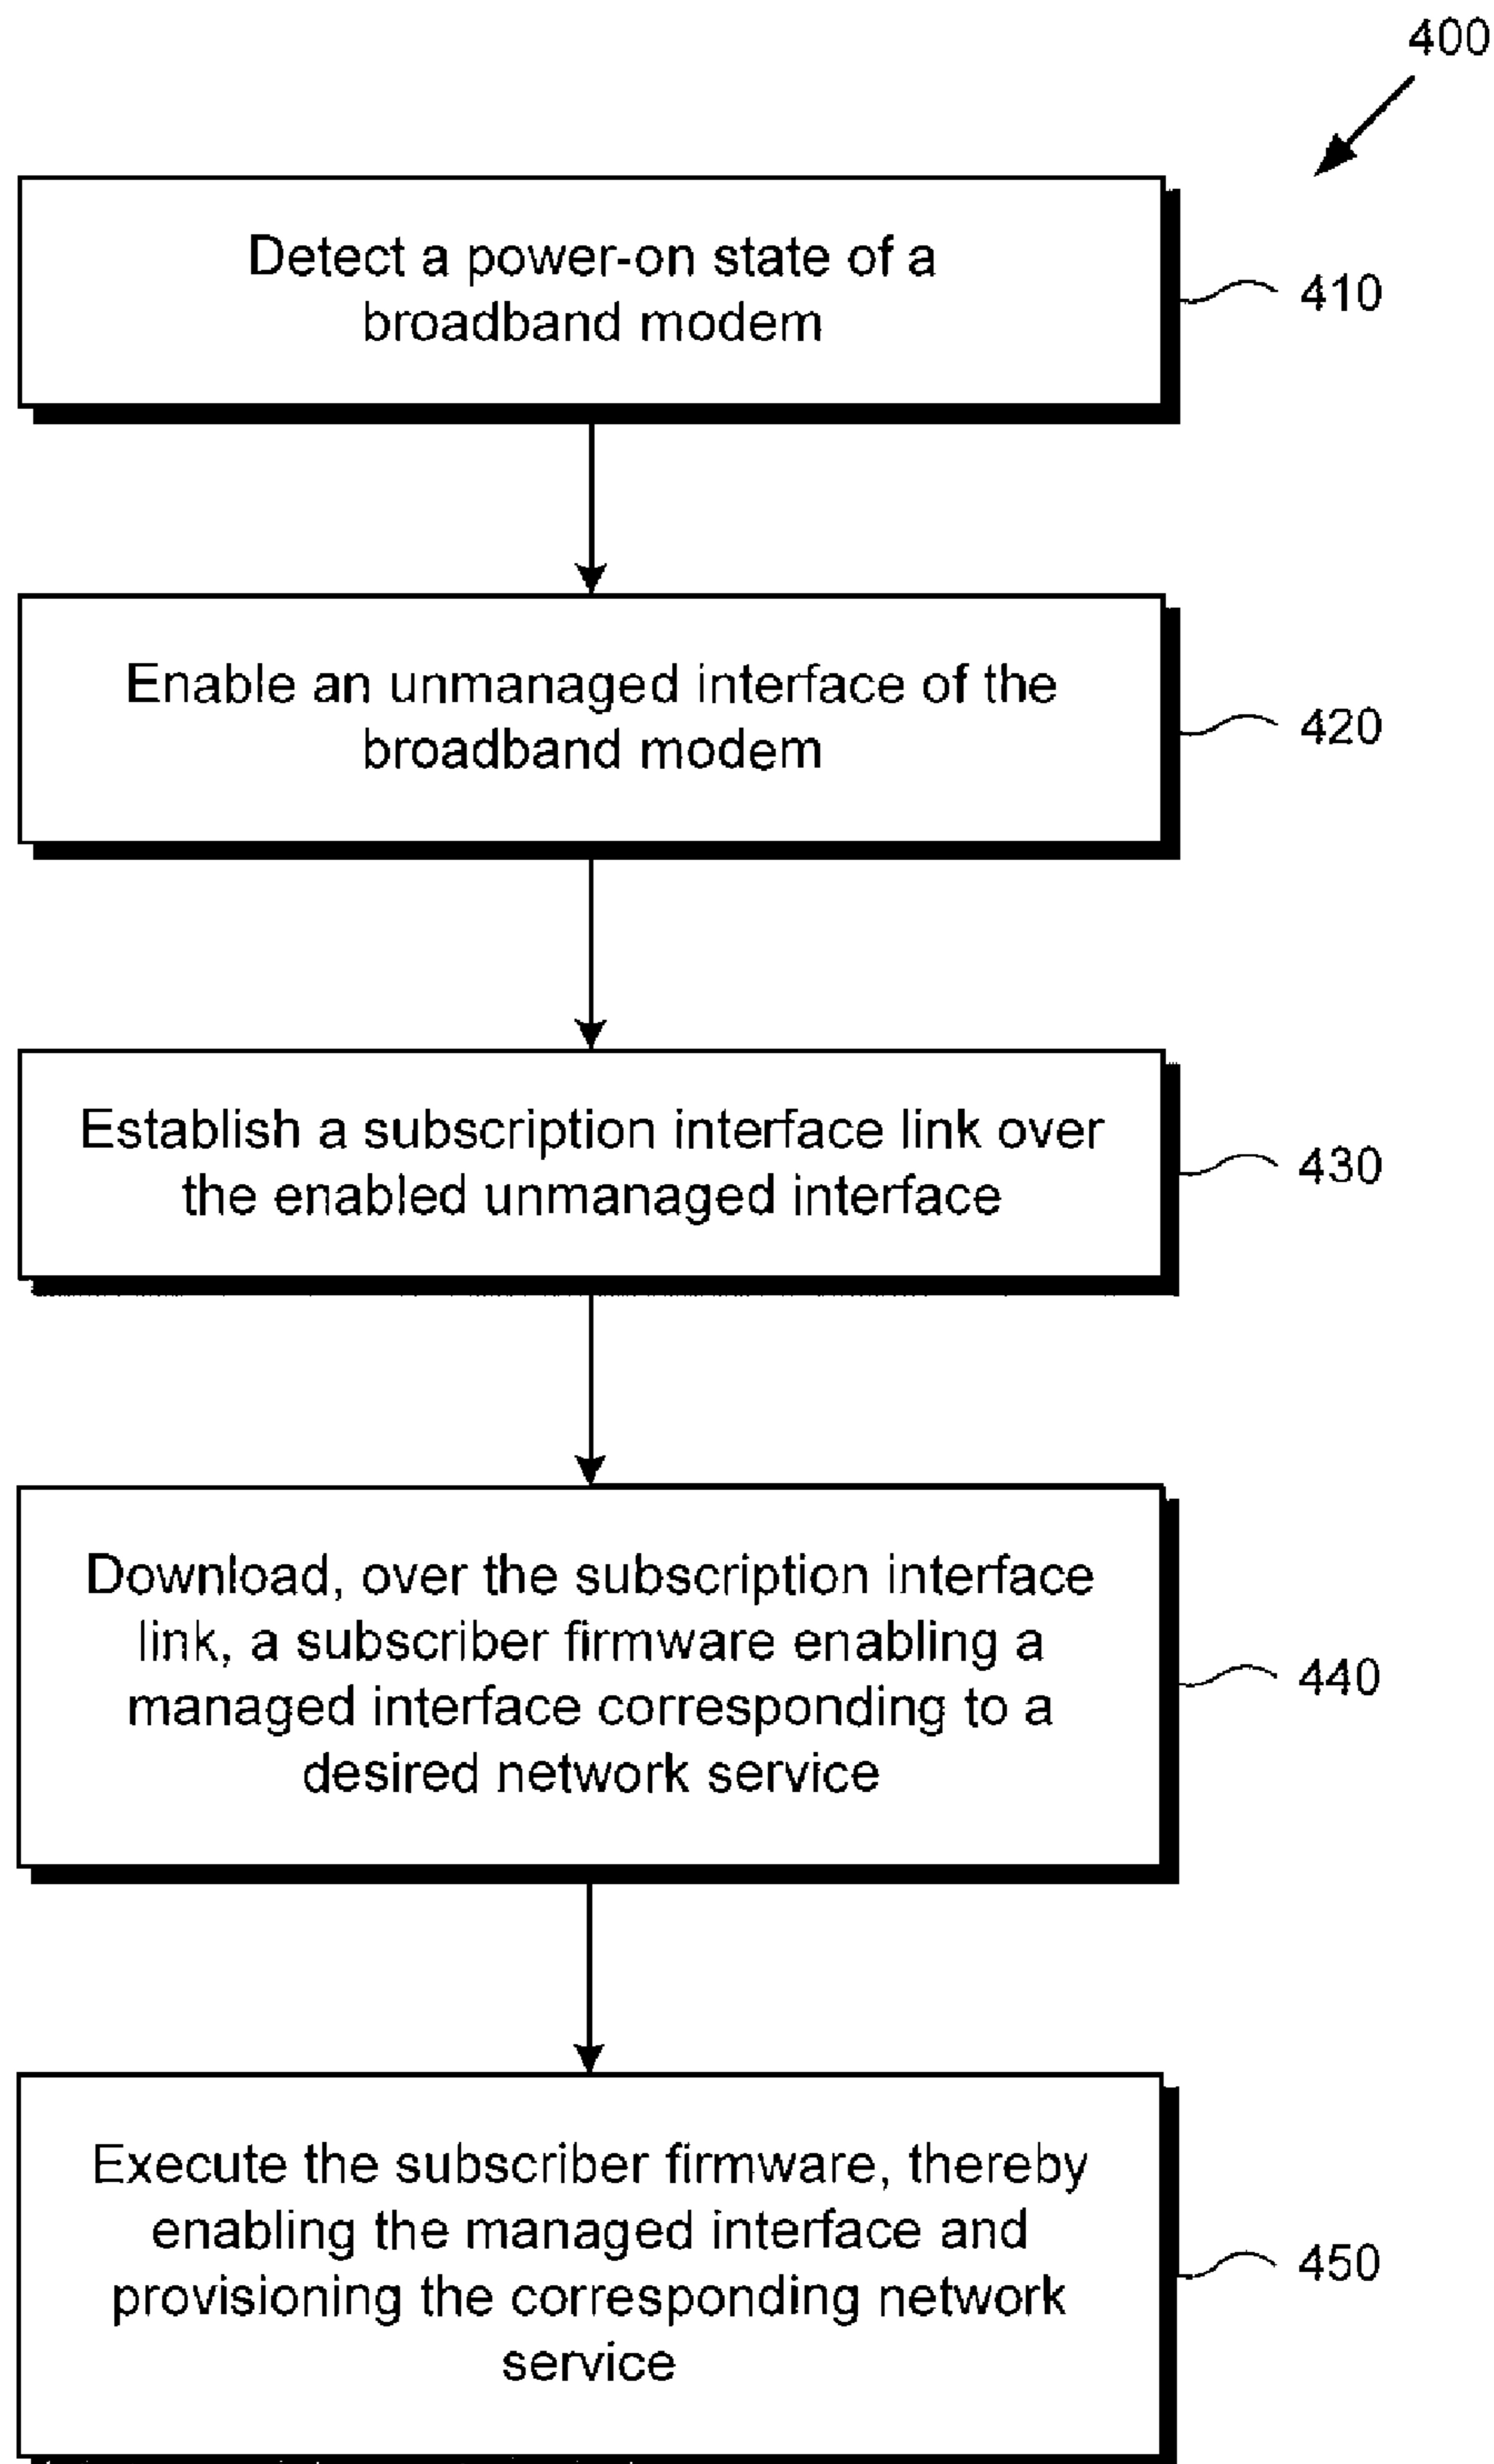 400
Detect a power-on state of a
broadband modem
410
Enable an unmanaged interface of the
broadband modem
420
Establish a subscription interface link over
the enabled unmanaged interface
430
Download, over the subscription interface
link, a subscriber firmware enabling a
managed interface corresponding to a
desired network service
440
Execute the subscriber firmware, thereby
enabling the managed interface and
provisioning the corresponding network
service
450